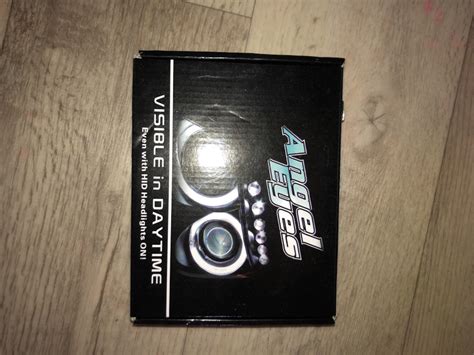 Angel
Eyes
VISIBLE in DAYTIME
Even with HID Headlights ON!